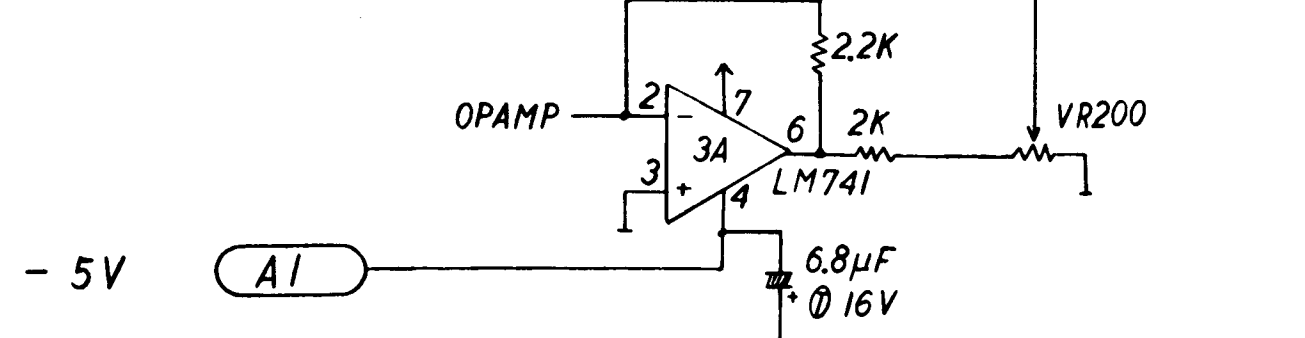 2.2K
OPAMP
2
-
7
3A
6
2K
VR200
3
+
4
LM741
- 5V
A1
6.8µF
+
Ⓣ 16V